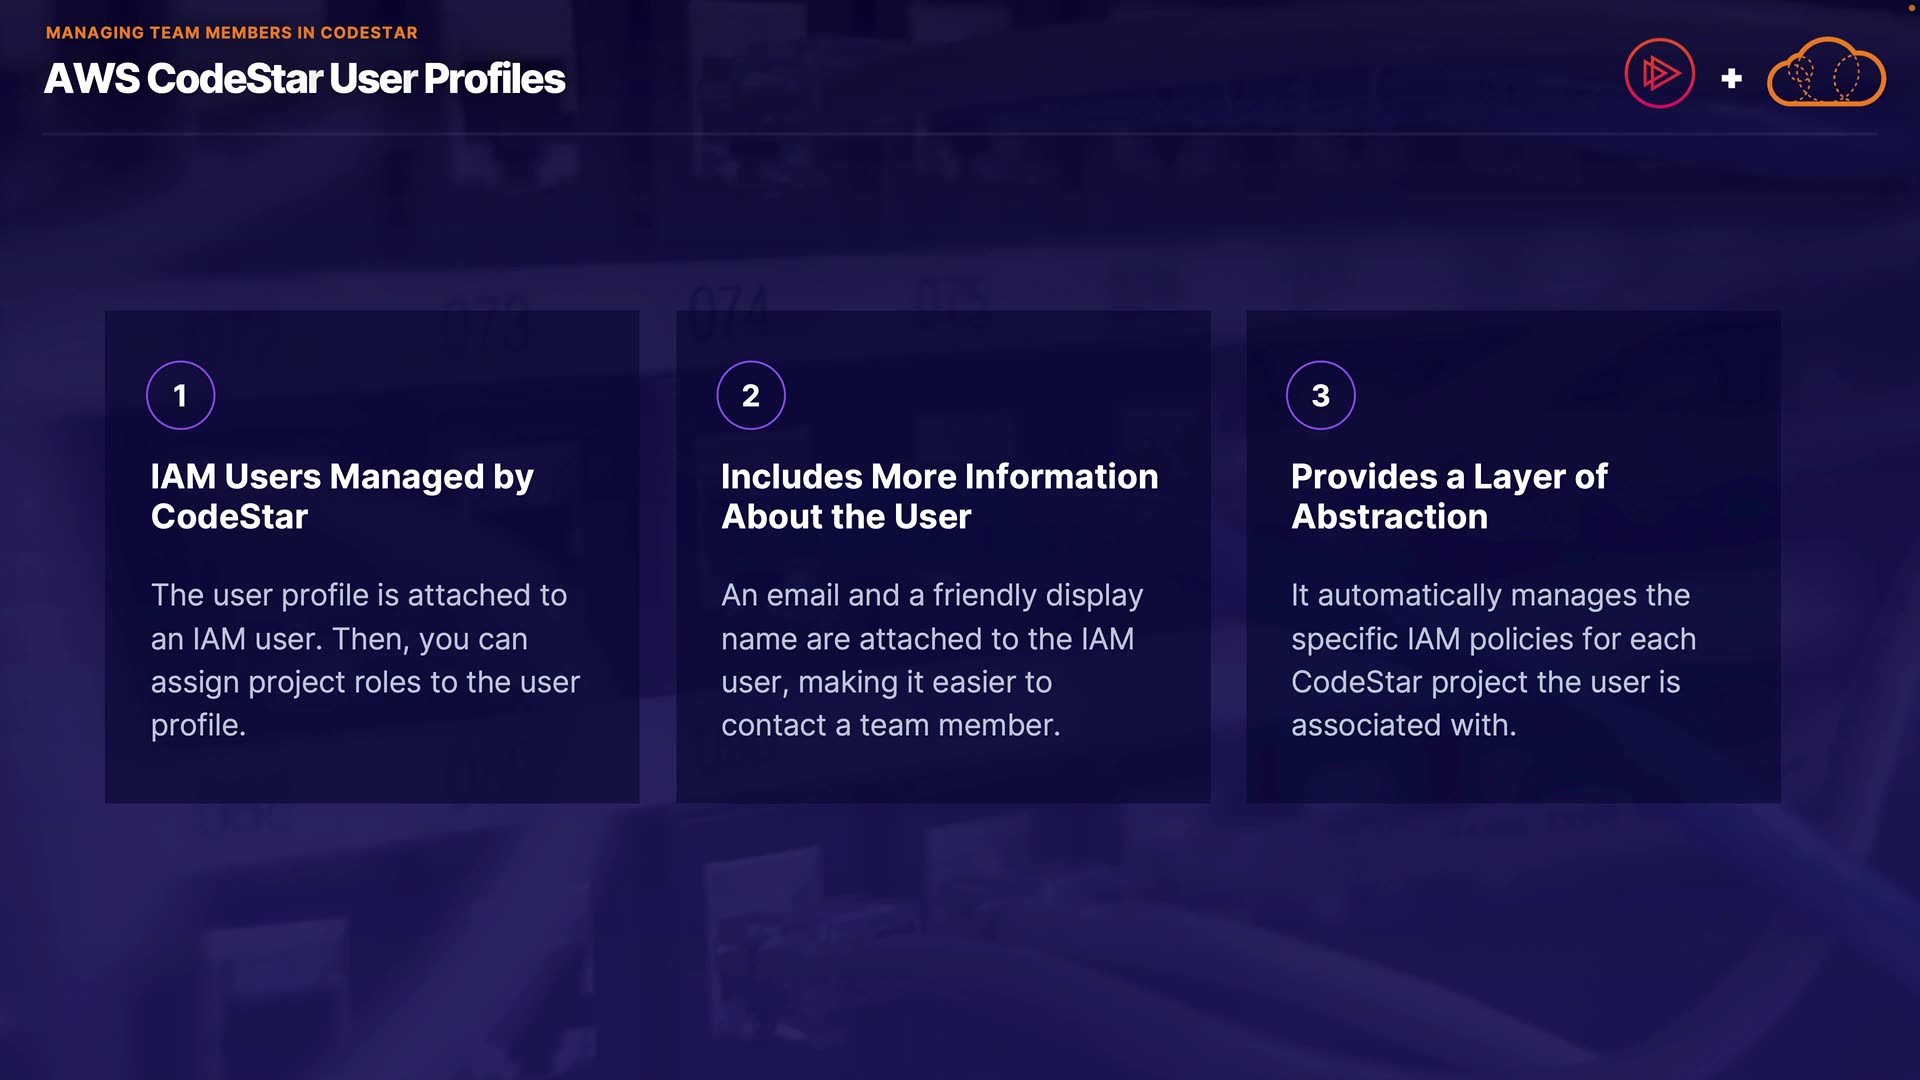 MANAGING TEAM MEMBERS IN CODESTAR
AWS CodeStar User Profiles
+
1
IAM Users Managed by
CodeStar
The user profile is attached to
an IAM user. Then, you can
assign project roles to the user
profile.
2
Includes More Information
About the User
An email and a friendly display
name are attached to the IAM
user, making it easier to
contact a team member.
3
Provides a Layer of
Abstraction
It automatically manages the
specific IAM policies for each
CodeStar project the user is
associated with.
073
074
075